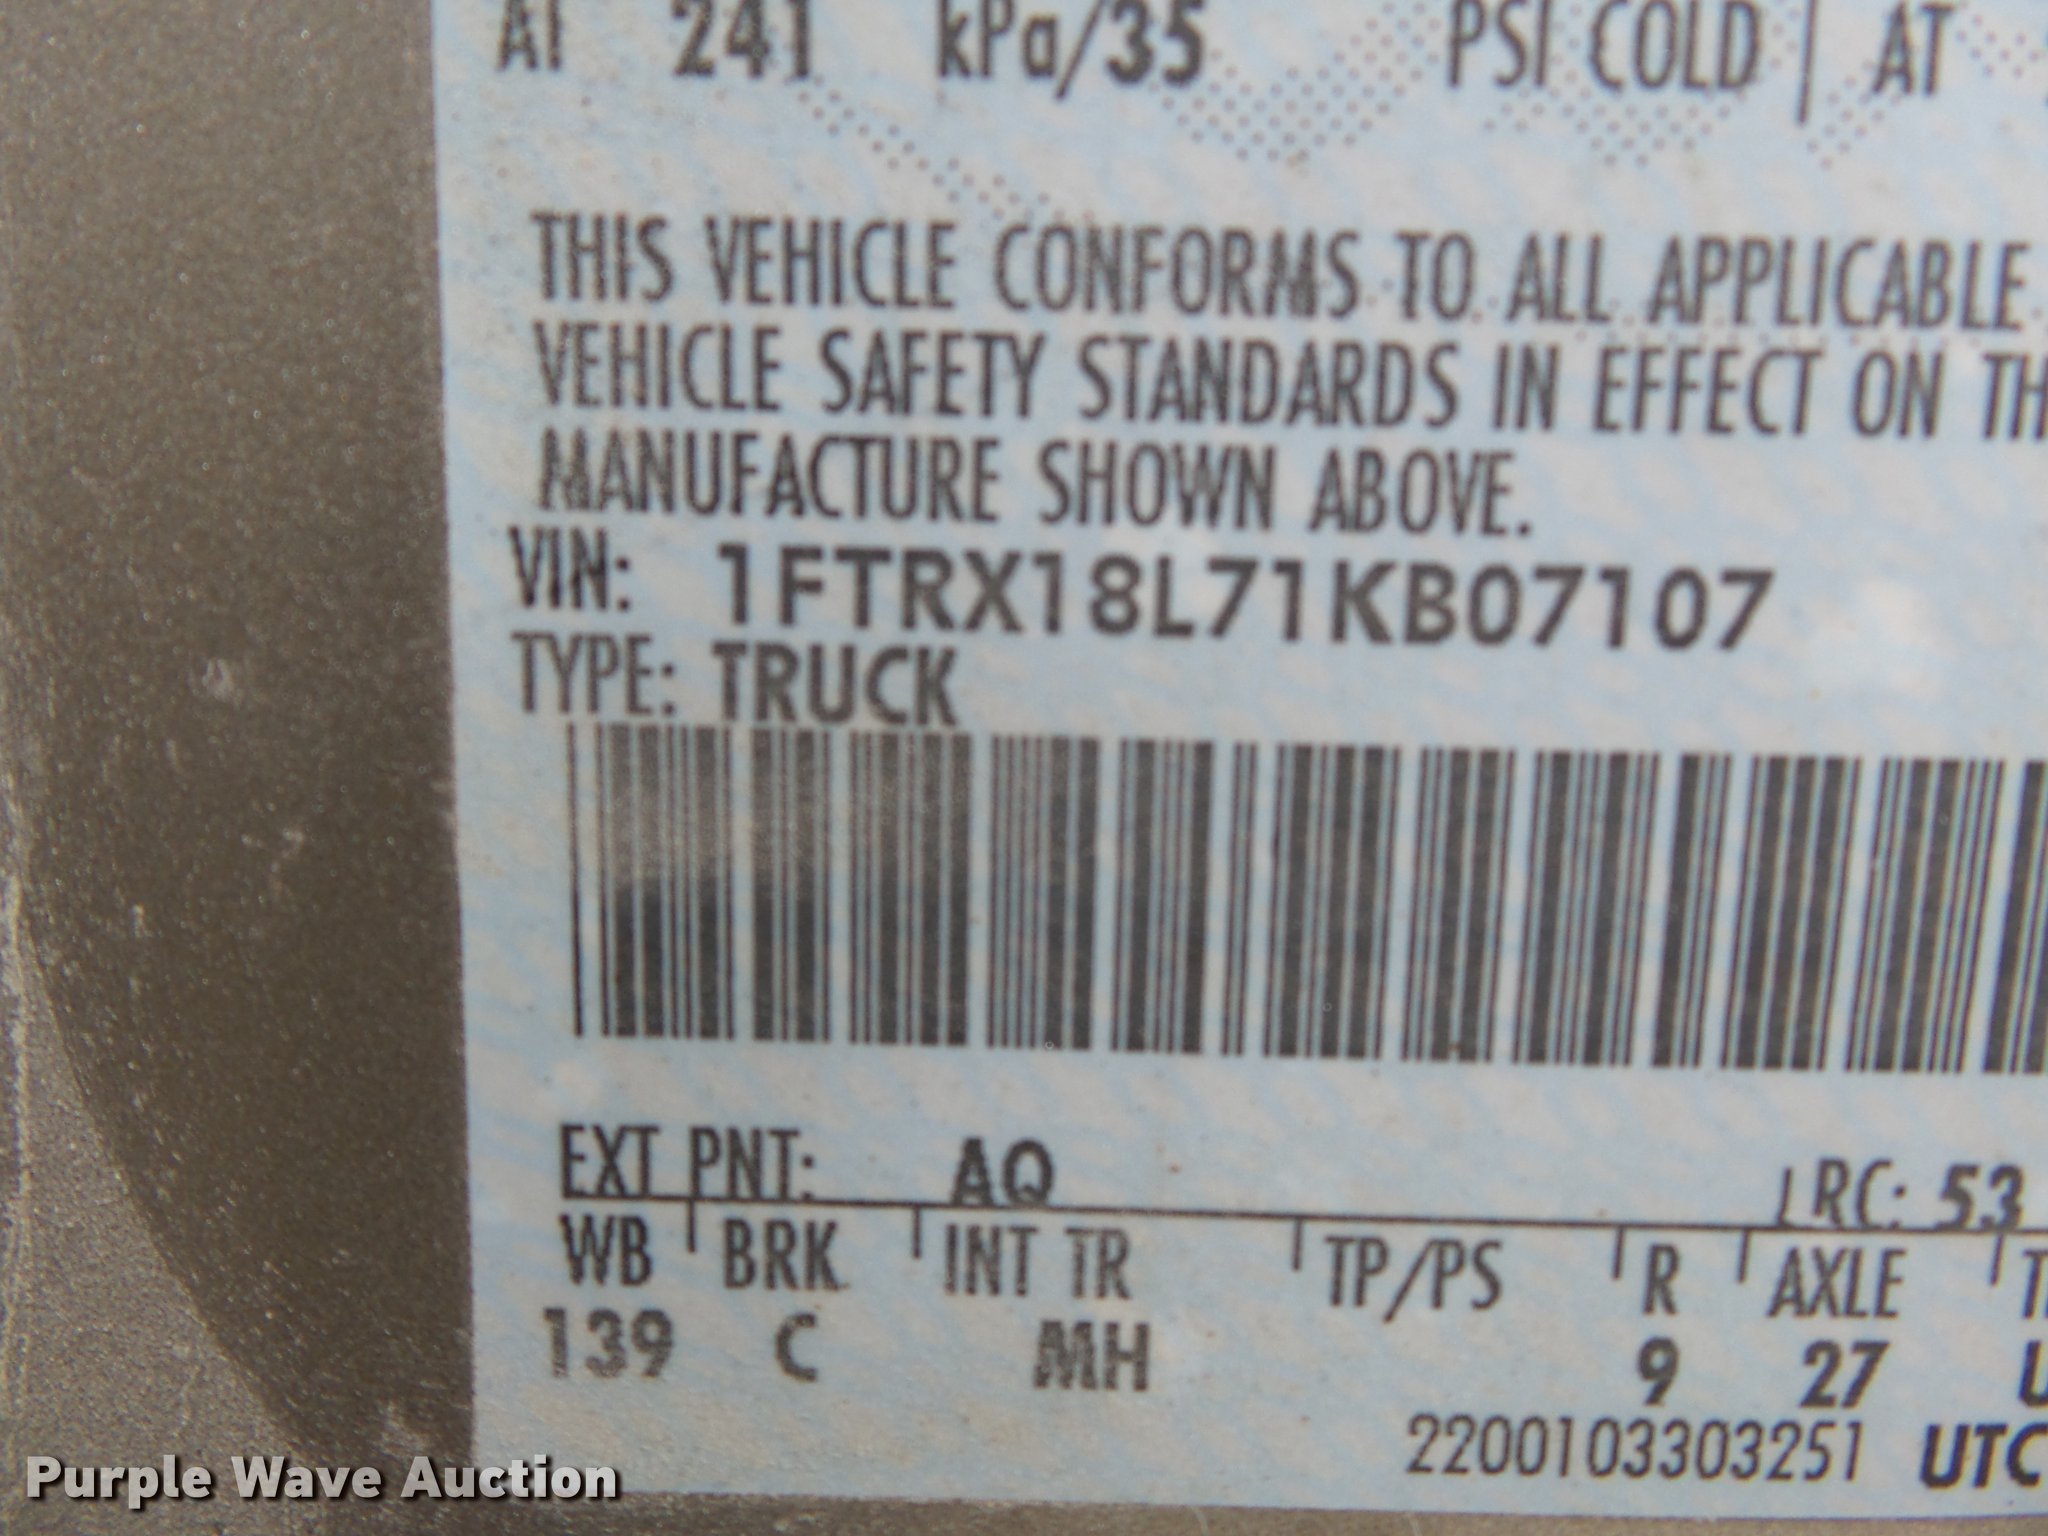 AT 241 kPa/35 PSI COLD | AT
THIS VEHICLE CONFORMS TO ALL APPLICABLE
VEHICLE SAFETY STANDARDS IN EFFECT ON TH
MANUFACTURE SHOWN ABOVE.
VIN: 1FTRX18L71KB07107
TYPE: TRUCK
EXT PNT: AQ RC: 53
WB BRK INT TR TP/PS R AXLE T
139 C MH 9 27 U
2200103303251 UTC
Purple Wave Auction